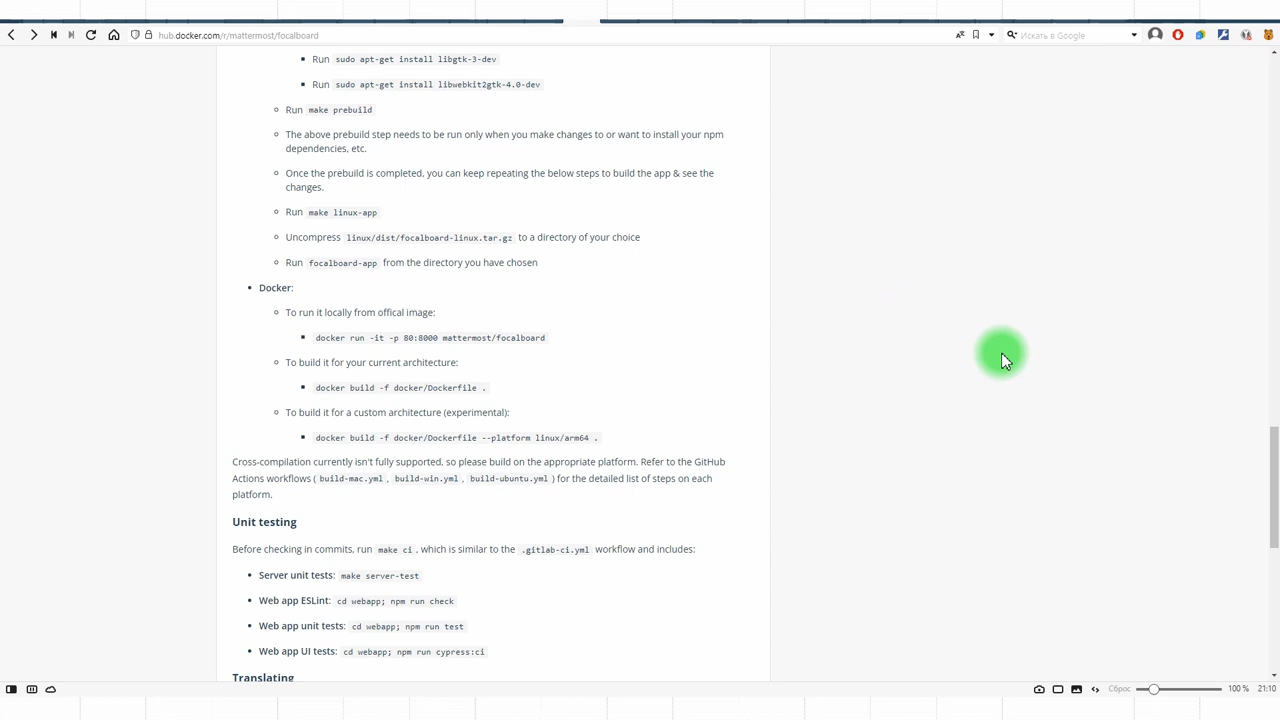 hub.docker.com/r/mattermost/focalboard
Искать в Google
Run sudo apt-get install libgtk-3-dev
Run sudo apt-get install libwebkit2gtk-4.0-dev
Run make prebuild
The above prebuild step needs to be run only when you make changes to or want to install your npm
dependencies, etc.
Once the prebuild is completed, you can keep repeating the below steps to build the app & see the
changes.
Run make linux-app
Uncompress linux/dist/focalboard-linux.tar.gz to a directory of your choice
Run focalboard-app from the directory you have chosen
Docker:
To run it locally from offical image:
docker run -it -p 80:8000 mattermost/focalboard
To build it for your current architecture:
docker build -f docker/Dockerfile .
To build it for a custom architecture (experimental):
docker build -f docker/Dockerfile --platform linux/arm64 .
Cross-compilation currently isn't fully supported, so please build on the appropriate platform. Refer to the GitHub
Actions workflows ( build-mac.yml , build-win.yml , build-ubuntu.yml ) for the detailed list of steps on each
platform.
Unit testing
Before checking in commits, run make ci , which is similar to the .gitlab-ci.yml workflow and includes:
Server unit tests: make server-test
Web app ESLint: cd webapp; npm run check
Web app unit tests: cd webapp; npm run test
Web app UI tests: cd webapp; npm run cypress:ci
Translating
Сброс 100 % 21:10